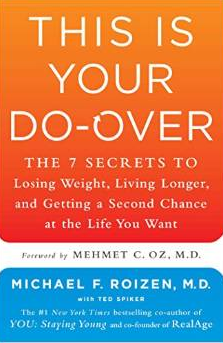 THIS IS
YOUR
DO-OVER
THE 7 SECRETS TO
Losing Weight, Living Longer,
and Getting a Second Chance
at the Life You Want
Foreword by MEHMET C. OZ, M.D.
MICHAEL F. ROIZEN, M.D.
WITH TED SPIKER
The #1 New York Times bestselling co-author of
YOU: Staying Young and co-founder of RealAge